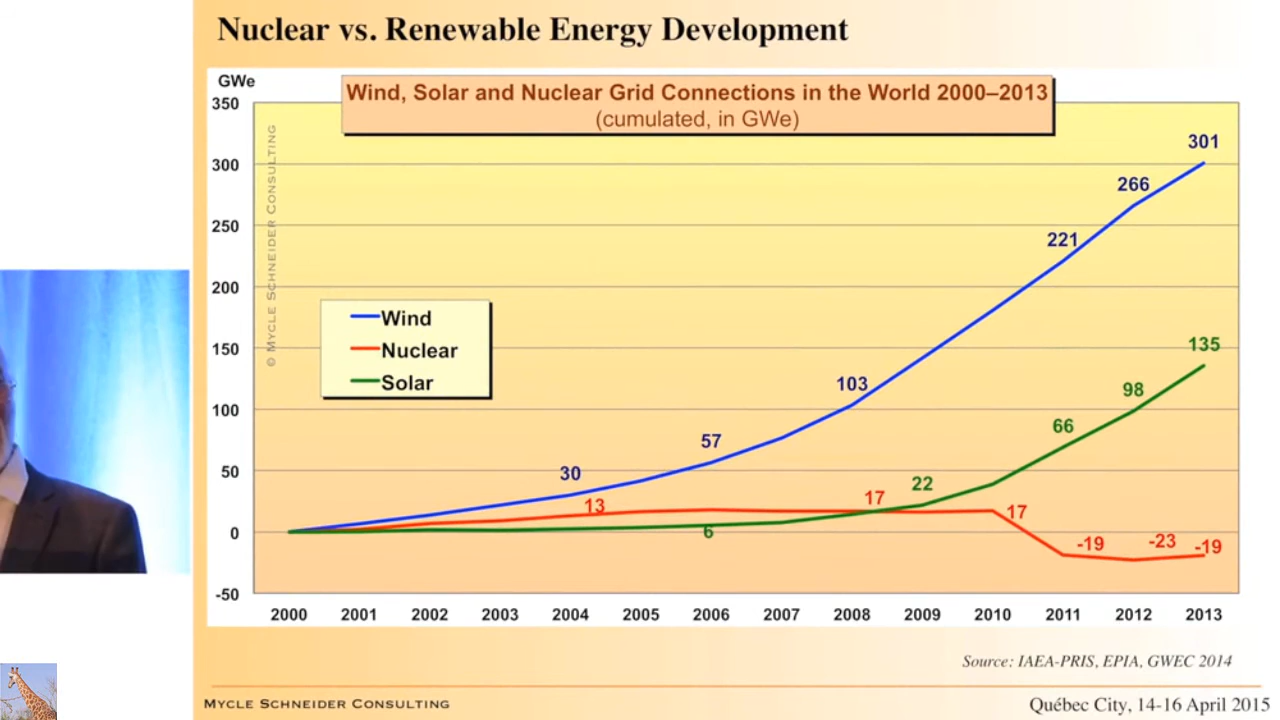 Nuclear vs. Renewable Energy Development
GWe
Wind, Solar and Nuclear Grid Connections in the World 2000–2013
(cumulated, in GWe)
350
300
250
200
150
100
50
0
-50
© MYCLE SCHNEIDER CONSULTING
Wind
Nuclear
Solar
30
57
103
221
266
301
13
17
17
-19
-23
-19
6
22
66
98
135
2000 2001 2002 2003 2004 2005 2006 2007 2008 2009 2010 2011 2012 2013
Source: IAEA-PRIS, EPIA, GWEC 2014
MYCLE SCHNEIDER CONSULTING
Québec City, 14-16 April 2015